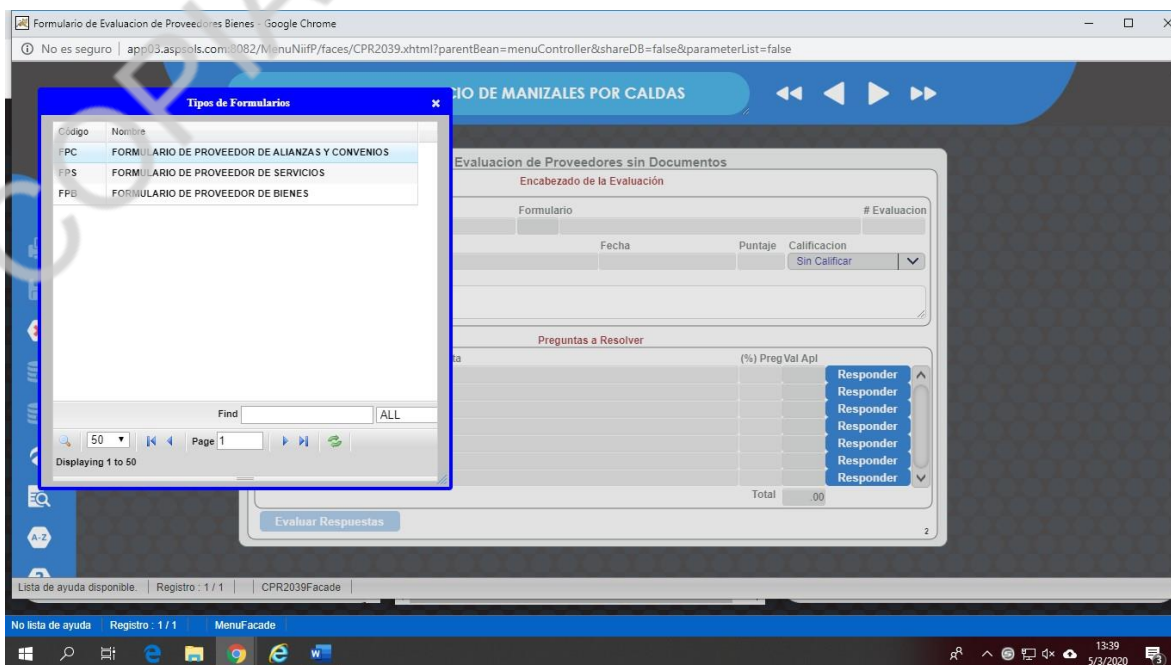 Formulario de Evaluacion de Proveedores Bienes - Google Chrome
No es seguro | app03.aspsols.com:8082/MenuNiifP/faces/CPR2039.xhtml?parentBean=menuController&shareDB=false&parameterList=false
CIO DE MANIZALES POR CALDAS
Tipos de Formularios
Código Nombre
FPC FORMULARIO DE PROVEEDOR DE ALIANZAS Y CONVENIOS
FPS FORMULARIO DE PROVEEDOR DE SERVICIOS
FPB FORMULARIO DE PROVEEDOR DE BIENES
Find ALL
50 Page 1
Displaying 1 to 50
Evaluacion de Proveedores sin Documentos
Encabezado de la Evaluación
Formulario # Evaluacion
Fecha Puntaje Calificacion
Sin Calificar
Preguntas a Resolver
ta (%) Preg Val Apl
Responder
Responder
Responder
Responder
Responder
Responder
Responder
Total .00
Evaluar Respuestas 2
A-Z
Lista de ayuda disponible. Registro : 1 / 1 CPR2039Facade
No lista de ayuda Registro : 1 / 1 MenuFacade
13:39
5/3/2020
COPIA